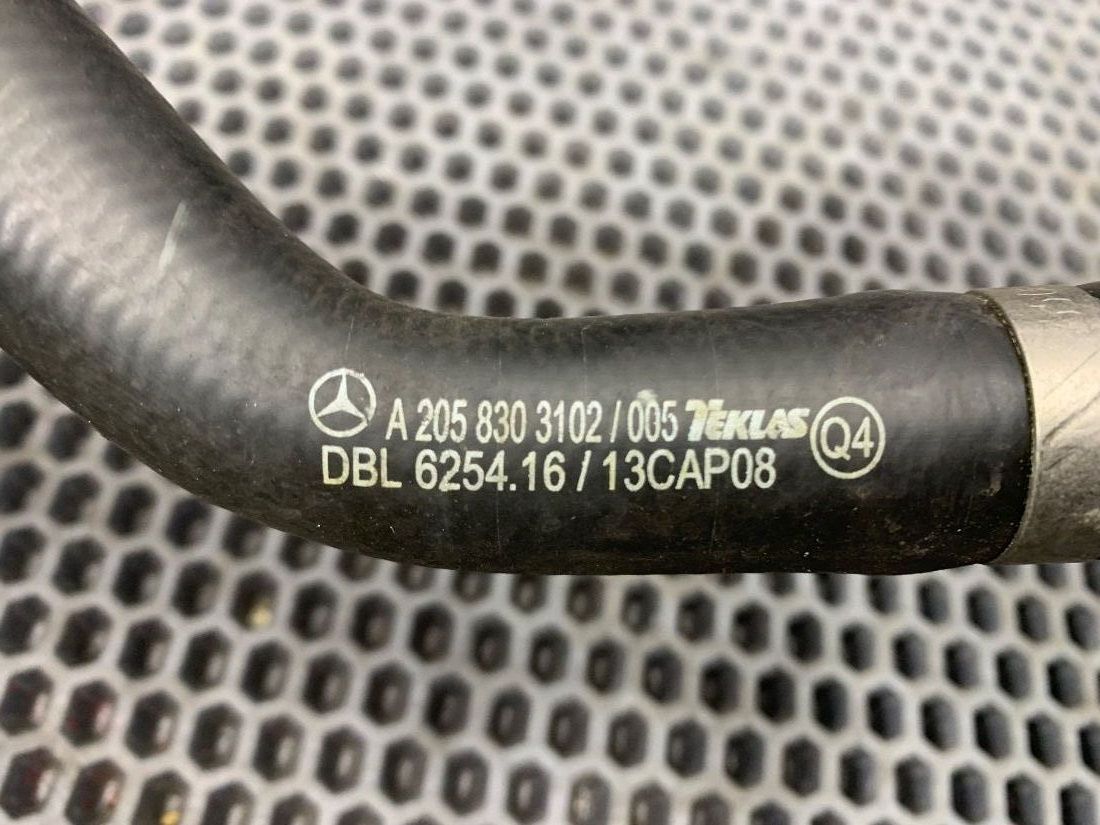 A 205 830 3102 / 005 TEKLAS Q4
DBL 6254.16 / 13CAP08